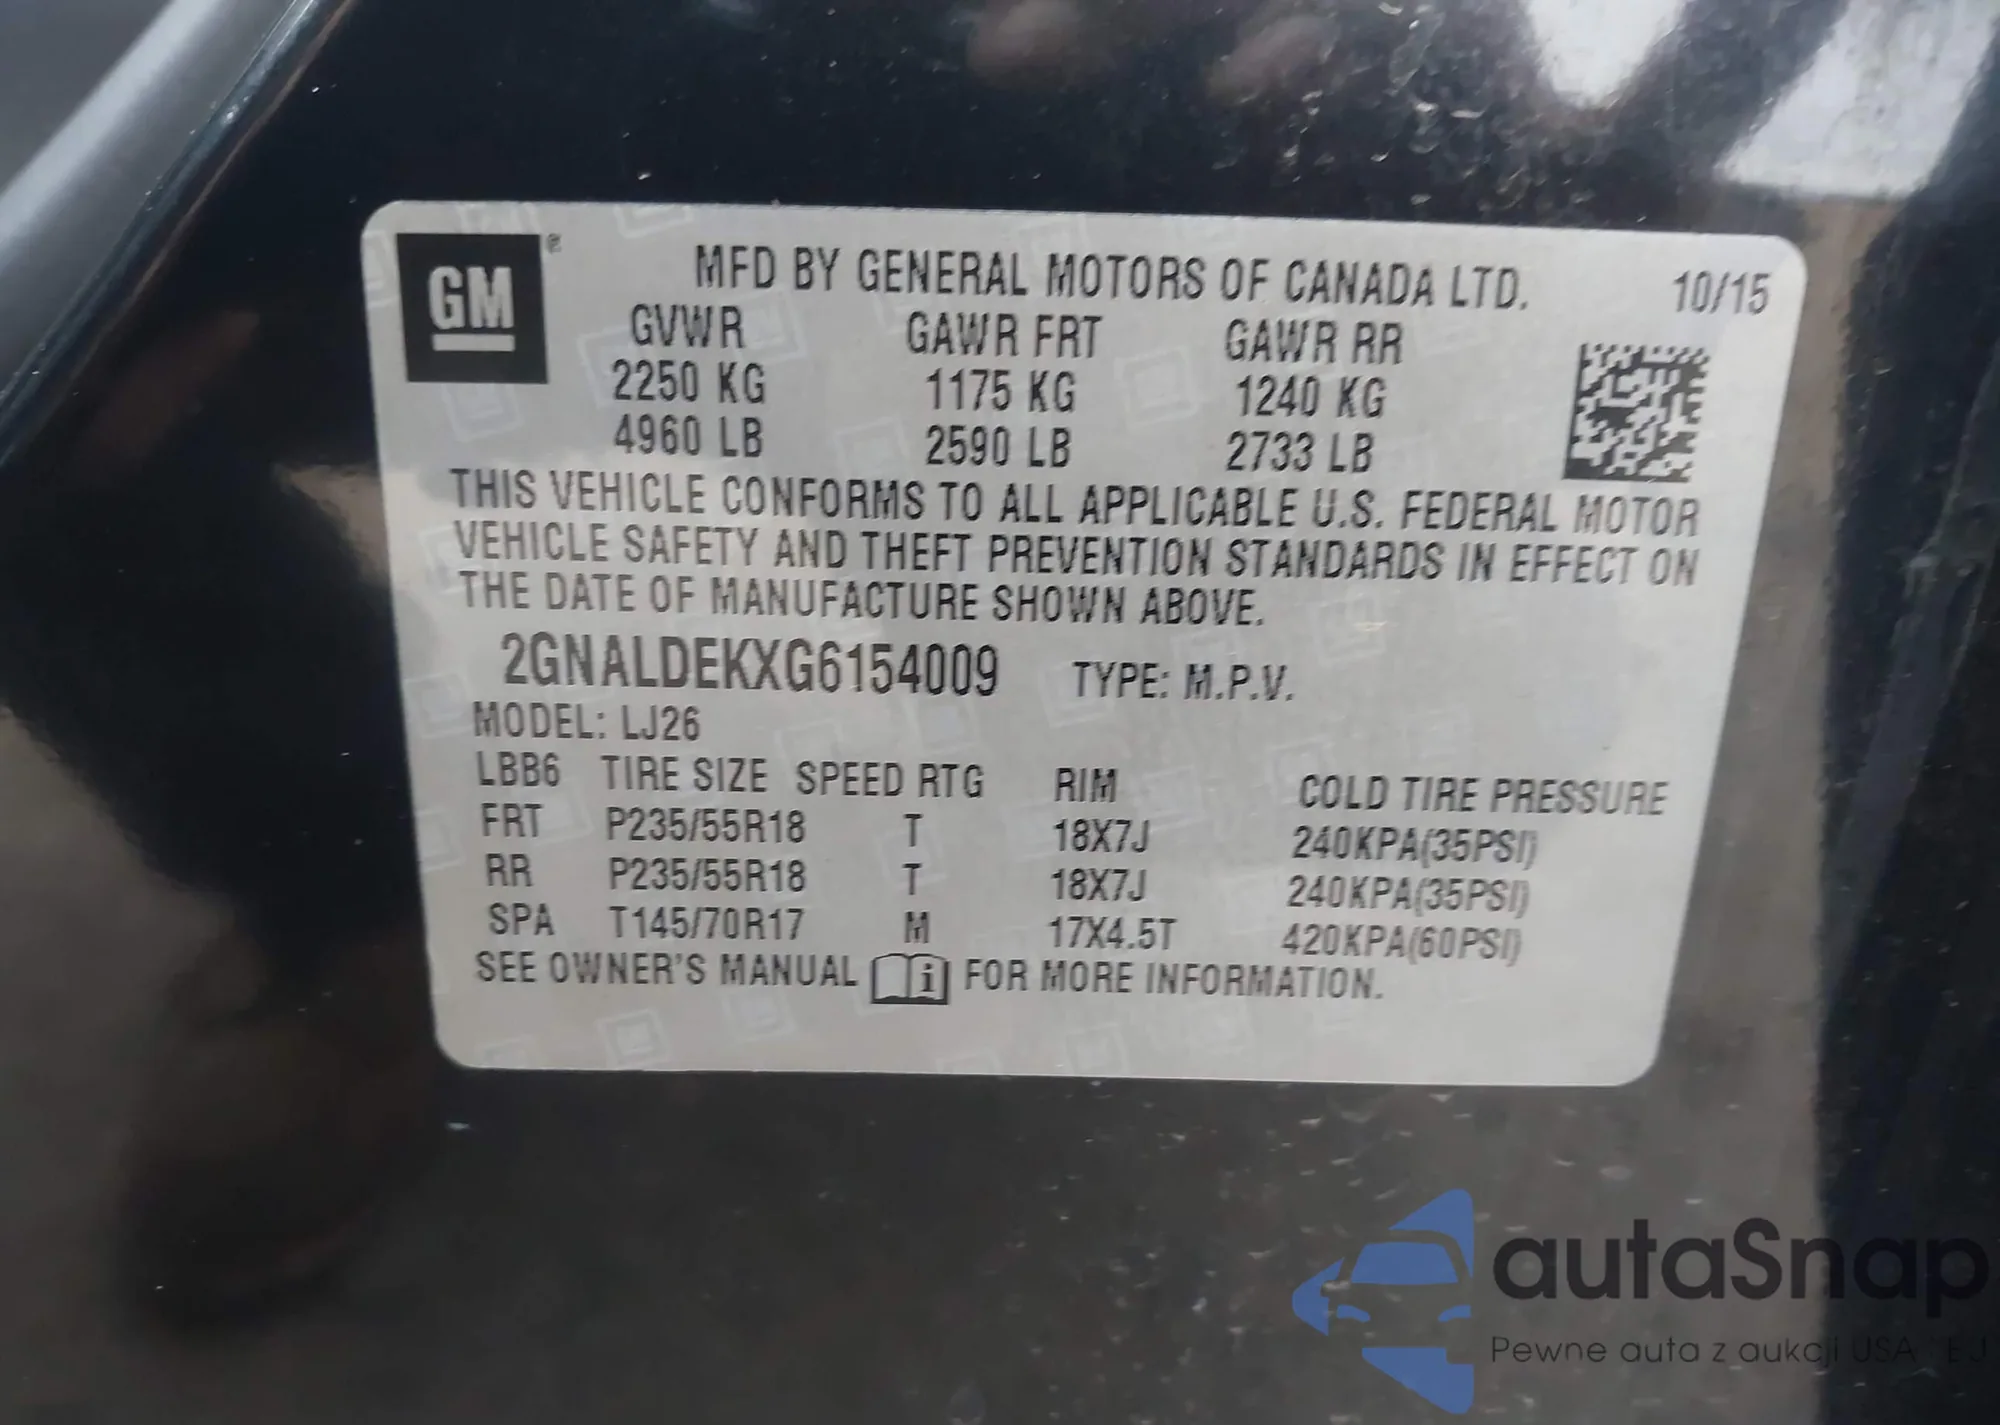 GM ®
MFD BY GENERAL MOTORS OF CANADA LTD. 10/15
GVWR GAWR FRT GAWR RR
2250 KG 1175 KG 1240 KG
4960 LB 2590 LB 2733 LB
THIS VEHICLE CONFORMS TO ALL APPLICABLE U.S. FEDERAL MOTOR
VEHICLE SAFETY AND THEFT PREVENTION STANDARDS IN EFFECT ON
THE DATE OF MANUFACTURE SHOWN ABOVE.
2GNALDEKXG6154009 TYPE: M.P.V.
MODEL: LJ26
LBB6 TIRE SIZE SPEED RTG RIM COLD TIRE PRESSURE
FRT P235/55R18 T 18X7J 240KPA(35PSI)
RR P235/55R18 T 18X7J 240KPA(35PSI)
SPA T145/70R17 M 17X4.5T 420KPA(60PSI)
SEE OWNER'S MANUAL i FOR MORE INFORMATION.
autaSnap
Pewne auta z aukcji USA